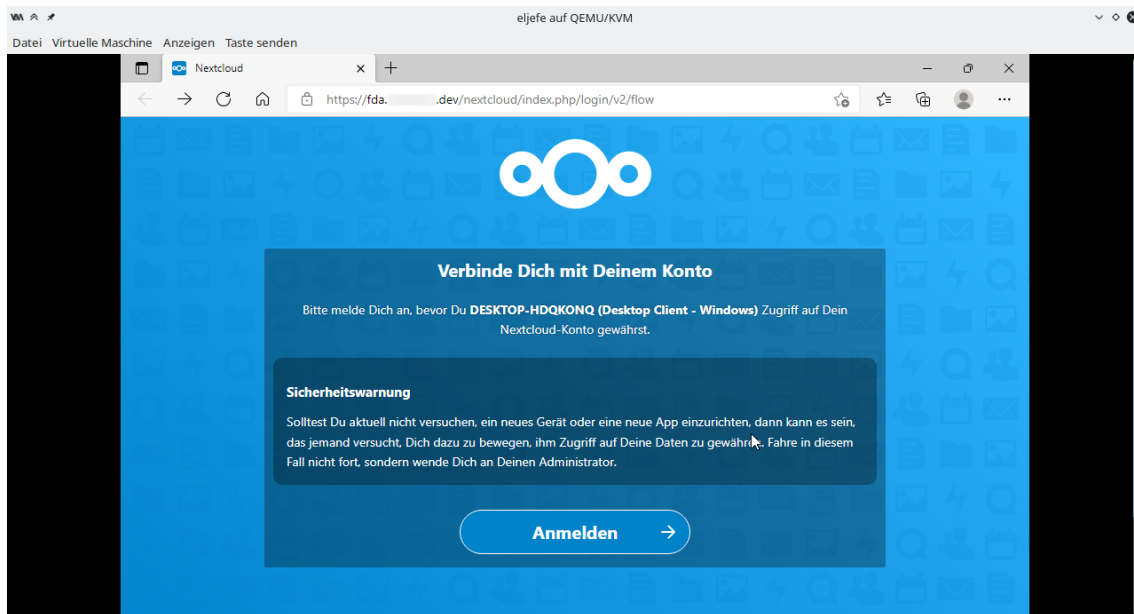 eljefe auf QEMU/KVM
Datei Virtuelle Maschine Anzeigen Taste senden
Nextcloud
https://fda. .dev/nextcloud/index.php/login/v2/flow
Verbinde Dich mit Deinem Konto
Bitte melde Dich an, bevor Du DESKTOP-HDQKONQ (Desktop Client - Windows) Zugriff auf Dein
Nextcloud-Konto gewährst.
Sicherheitswarnung
Solltest Du aktuell nicht versuchen, ein neues Gerät oder eine neue App einzurichten, dann kann es sein,
das jemand versucht, Dich dazu zu bewegen, ihm Zugriff auf Deine Daten zu gewähren. Fahre in diesem
Fall nicht fort, sondern wende Dich an Deinen Administrator.
Anmelden